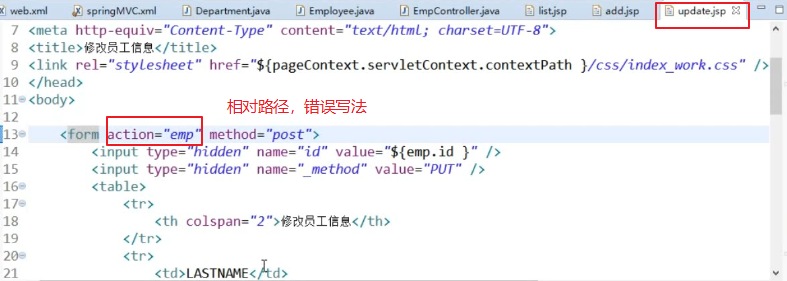 web.xml springMVC.xml Department.java Employee.java EmpController.java list.jsp add.jsp update.jsp
7 <meta http-equiv="Content-Type" content="text/html; charset=UTF-8">
8 <title>修改员工信息</title>
9 <link rel="stylesheet" href="${pageContext.servletContext.contextPath }/css/index_work.css" />
10 </head>
11 <body>
12
相对路径，错误写法
13 <form action="emp" method="post">
14 <input type="hidden" name="id" value="${emp.id }" />
15 <input type="hidden" name="_method" value="PUT" />
16 <table>
17 <tr>
18 <th colspan="2">修改员工信息</th>
19 </tr>
20 <tr>
21 <td>LASTNAME</td>